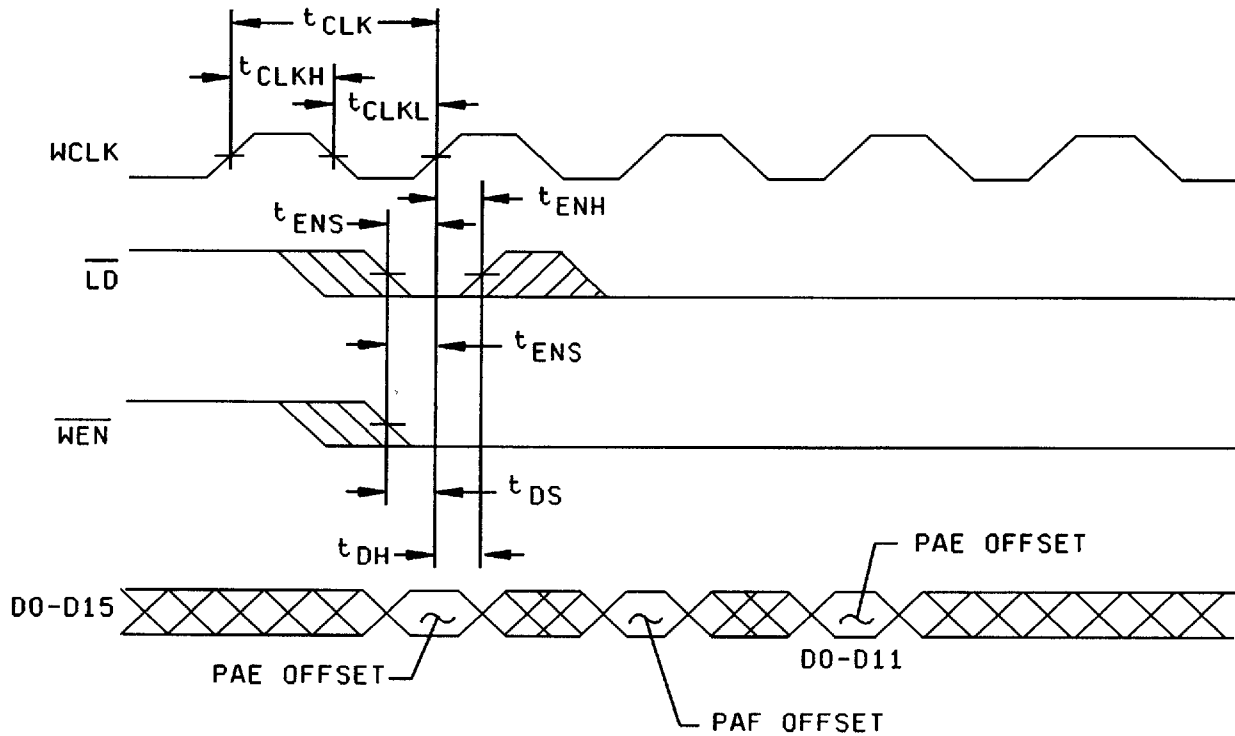 tCLK
tCLKH
tCLKL
WCLK
tENS
tENH
LD
tENS
WEN
tDS
tDH
PAE OFFSET
D0-D15
D0-D11
PAE OFFSET
PAF OFFSET